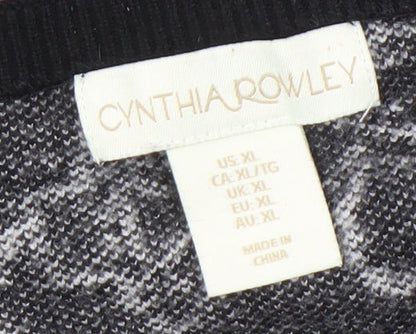 CYNTHIA ROWLEY
US: XL
CA: XL/TG
UK: XL
EU: XL
AU: XL
MADE IN
CHINA